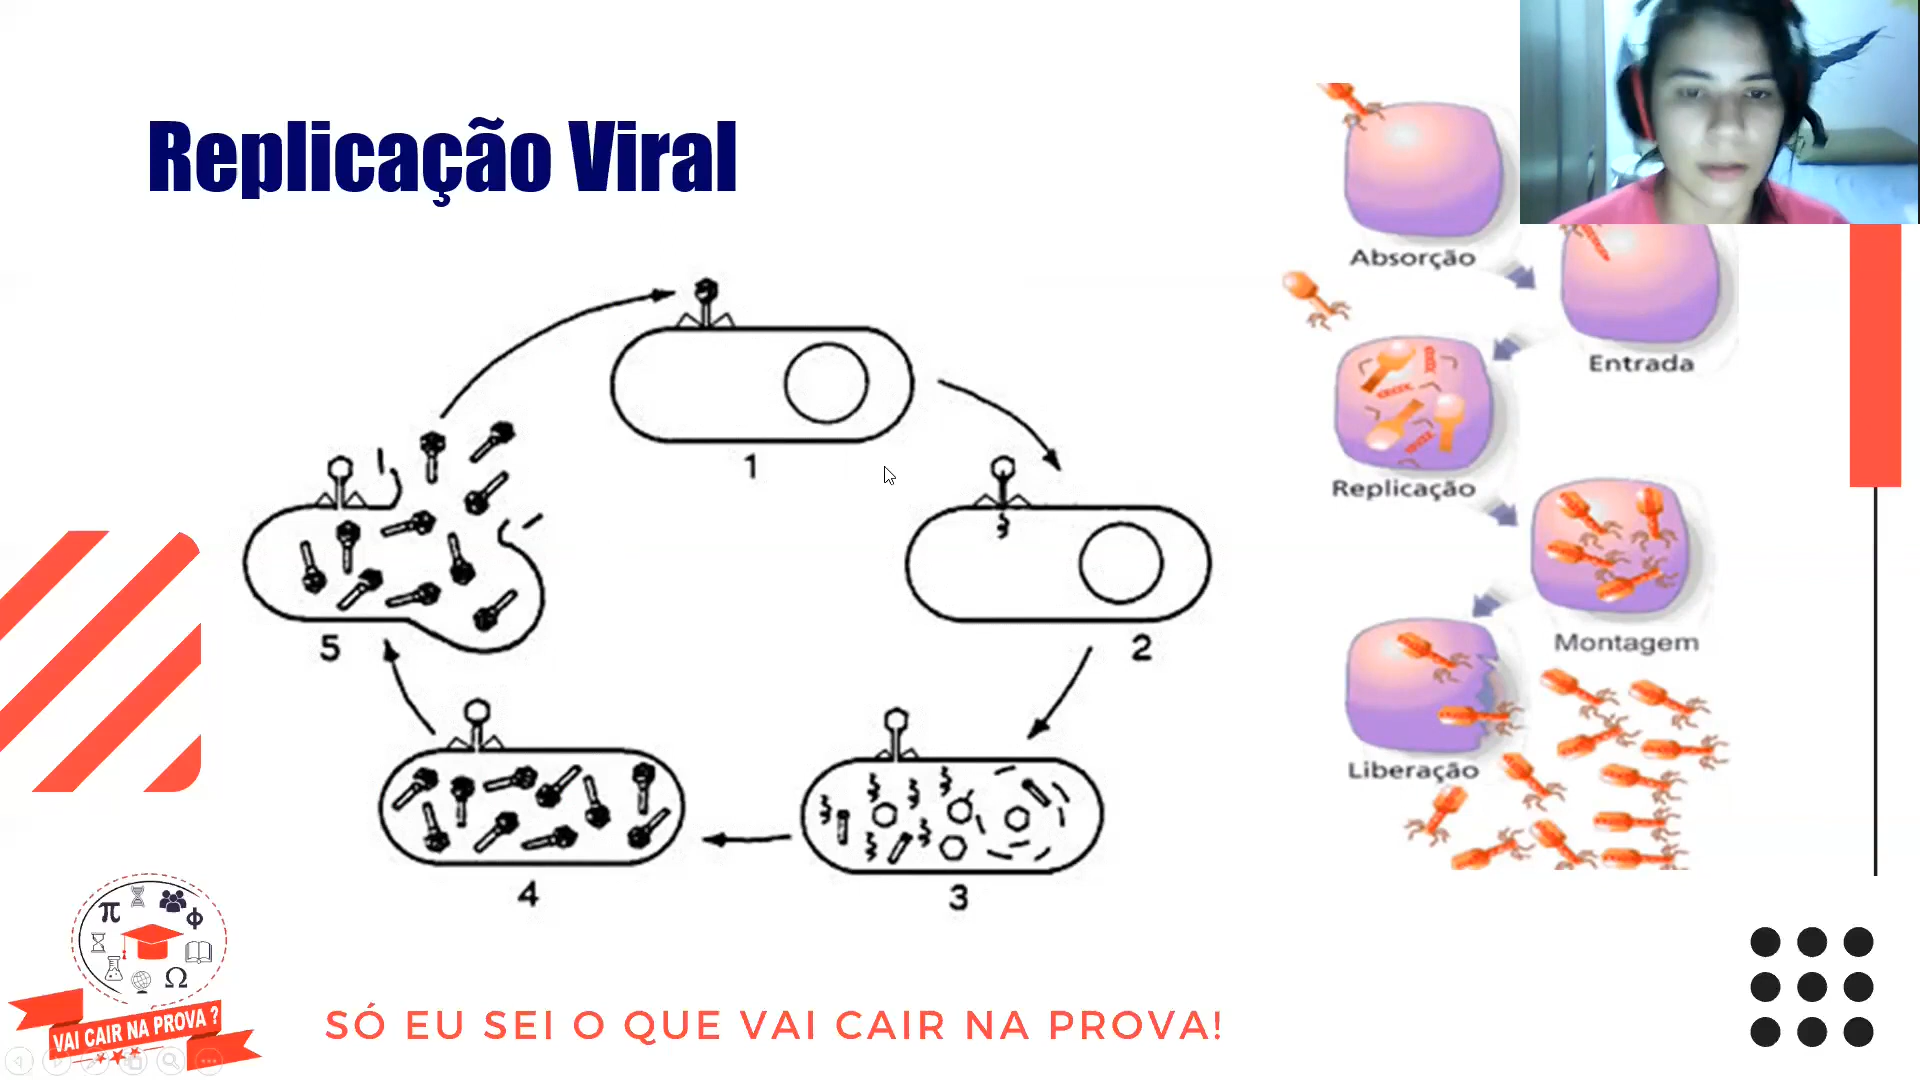 Replicação Viral
1
2
3
4
5
Absorção
Entrada
Replicação
Montagem
Liberação
π
Φ
Ω
VAI CAIR NA PROVA ?
SÓ EU SEI O QUE VAI CAIR NA PROVA!